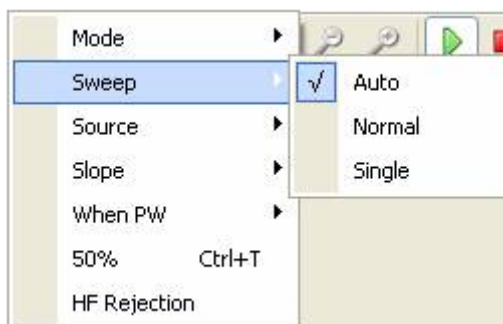 Mode
Sweep
Source
Slope
When PW
50% Ctrl+T
HF Rejection
√ Auto
Normal
Single